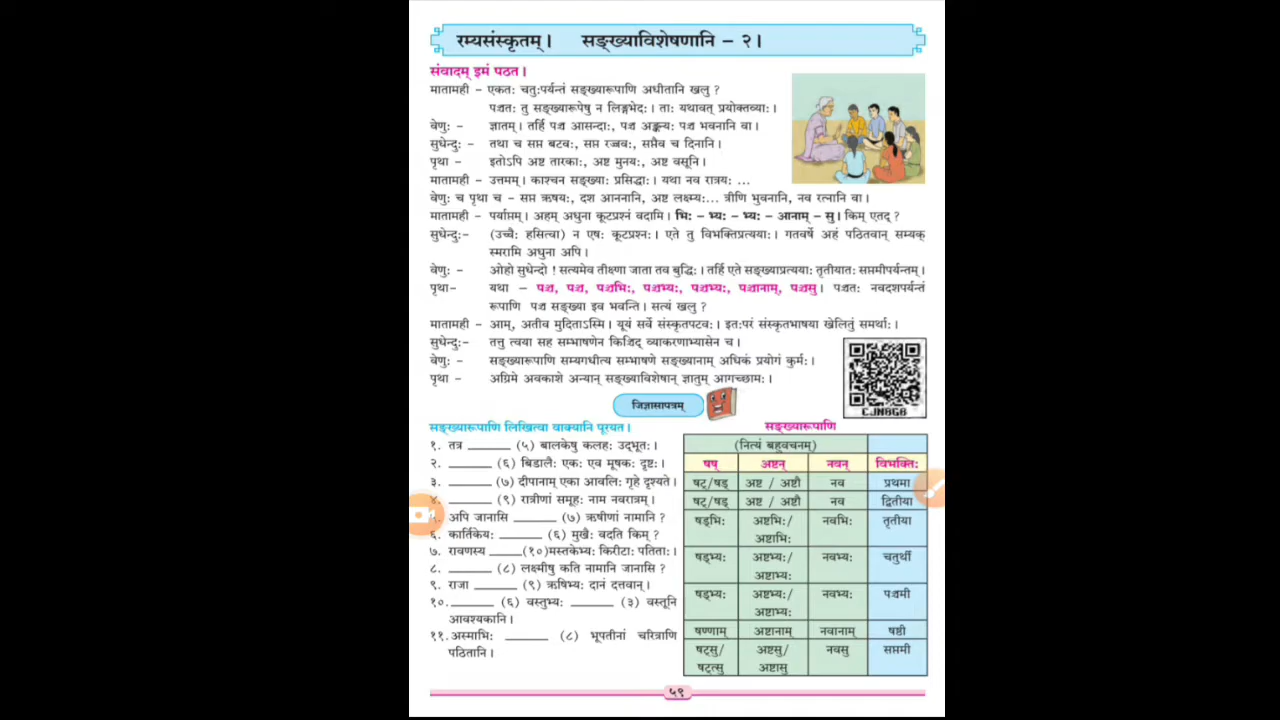 रम्यसंस्कृतम्। सङ्ख्याविशेषणानि – २।
संवादम् इमं पठत।
मातामही – एकतः चतुःपर्यन्तं सङ्ख्यारूपाणि अधीतानि खलु ?
पञ्चतः तु सङ्ख्यारूपेषु न लिङ्गभेदः। ताः यथावत् प्रयोक्तव्याः।
वेणुः – ज्ञातम्। तर्हि पञ्च आसन्दाः, पञ्च अङ्कन्यः पञ्च भवनानि वा।
सुधेन्दुः – तथा च सप्त बटवः, सप्त रज्जवः, सप्तैव च दिनानि।
पृथा – इतोऽपि अष्ट तारकाः, अष्ट मुनयः, अष्ट वसूनि।
मातामही – उत्तमम्। काश्चन सङ्ख्याः प्रसिद्धाः। यथा नव रात्रयः ...
वेणुः च पृथा च – सप्त ऋषयः, दश आननानि, अष्ट लक्ष्म्यः... त्रीणि भुवनानि, नव रत्नानि वा।
मातामही – पर्याप्तम्। अहम् अधुना कूटप्रश्नं वदामि। भिः – भ्यः – भ्यः – आनाम् – सु। किम् एतद् ?
सुधेन्दुः– (उच्चैः हसित्वा) न एषः कूटप्रश्नः। एते तु विभक्तिप्रत्ययाः। गतवर्षे अहं पठितवान् सम्यक्
स्मरामि अधुना अपि।
वेणुः – ओहो सुधेन्दो ! सत्यमेव तीक्ष्णा जाता तव बुद्धिः। तर्हि एते सङ्ख्याप्रत्ययाः तृतीयातः सप्तमीपर्यन्तम्।
पृथा– यथा – पञ्च, पञ्च, पञ्चभिः, पञ्चभ्यः, पञ्चभ्यः, पञ्चानाम्, पञ्चसु। पञ्चतः नवदशपर्यन्तं
रूपाणि पञ्च सङ्ख्या इव भवन्ति। सत्यं खलु ?
मातामही – आम्, अतीव मुदिताऽस्मि। यूयं सर्वे संस्कृतपटवः। इतःपरं संस्कृतभाषया खेलितुं समर्थाः।
सुधेन्दुः– तत्तु त्वया सह सम्भाषणेन किञ्चिद् व्याकरणाभ्यासेन च।
वेणुः – सङ्ख्यारूपाणि सम्यगधीत्य सम्भाषणे सङ्ख्यानाम् अधिकं प्रयोगं कुर्मः।
पृथा – अग्रिमे अवकाशे अन्यान् सङ्ख्याविशेषान् ज्ञातुम् आगच्छामः।
CJN8G8
जिज्ञासापत्रम्
सङ्ख्यारूपाणि लिखित्वा वाक्यानि पूरयत।
१. तत्र ______ (५) बालकेषु कलहः उद्भूतः।
२. ______ (६) बिडालैः एकः एव मूषकः दृष्टः।
३. ______ (७) दीपानाम् एका आवलिः गृहे दृश्यते।
४. ______ (९) रात्रीणां समूहः नाम नवरात्रम्।
अपि जानासि ______ (७) ऋषीणां नामानि ?
६. कार्तिकेयः ______ (६) मुखैः वदति किम् ?
७. रावणस्य ______(१०)मस्तकेभ्यः किरीटाः पतिताः।
८. ______ (८) लक्ष्मीषु कति नामानि जानासि ?
९. राजा ______ (९) ऋषिभ्यः दानं दत्तवान्।
१०. ______ (६) वस्तुभ्यः ______ (३) वस्तूनि
आवश्यकानि।
११. अस्माभिः ______ (८) भूपतीनां चरित्राणि
पठितानि।
सङ्ख्यारूपाणि
(नित्यं बहुवचनम्)
षष् अष्टन् नवन् विभक्तिः
षट्/षड् अष्ट / अष्टौ नव प्रथमा
षट्/षड् अष्ट / अष्टौ नव द्वितीया
षड्भिः अष्टभिः/ नवभिः तृतीया
अष्टाभिः
षड्भ्यः अष्टभ्यः/ नवभ्यः चतुर्थी
अष्टाभ्यः
षड्भ्यः अष्टभ्यः/ नवभ्यः पञ्चमी
अष्टाभ्यः
षण्णाम् अष्टानाम् नवानाम् षष्ठी
षट्सु/ अष्टसु/ नवसु सप्तमी
षट्त्सु अष्टासु
५९